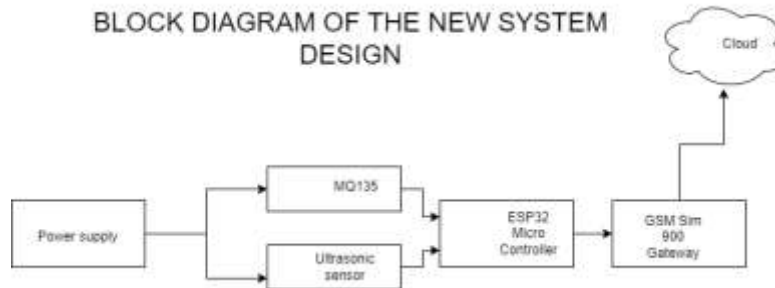 BLOCK DIAGRAM OF THE NEW SYSTEM
DESIGN
Cloud
MQ135
Power supply
Ultrasonic
sensor
ESP32
Micro
Controller
GSM Sim
900
Gateway